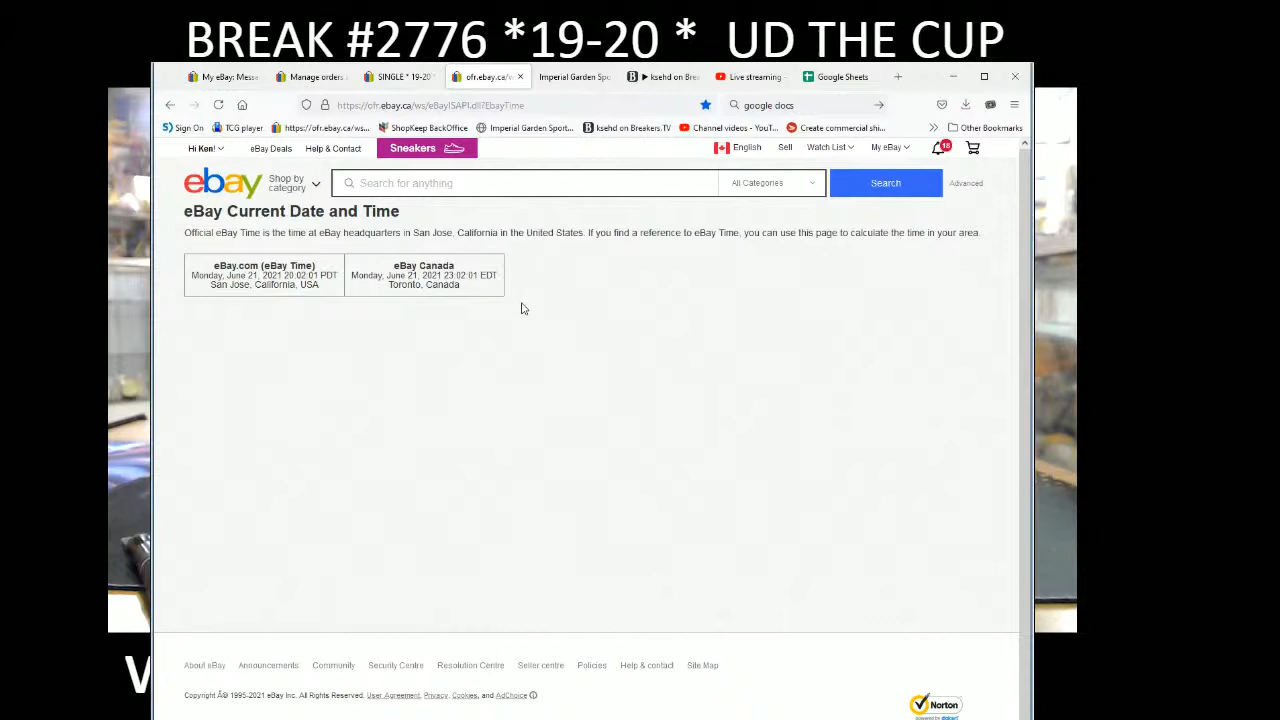 BREAK #2776 *19-20 * UD THE CUP
My eBay: Messa
Manage orders
SINGLE * 19-20 *
ofr.ebay.ca/w
Imperial Garden Spo
ksehd on Brea
Live streaming -
Google Sheets
https://ofr.ebay.ca/ws/eBayISAPI.dll?EbayTime
google docs
Sign On TCG player https://ofr.ebay.ca/ws... ShopKeep BackOffice Imperial Garden Sport... ksehd on Breakers.TV Channel videos - YouT... Create commercial shi... Other Bookmarks
Hi Ken! eBay Deals Help & Contact Sneakers English Sell Watch List My eBay 18
ebay Shop by category Search for anything All Categories Search Advanced
eBay Current Date and Time
Official eBay Time is the time at eBay headquarters in San Jose, California in the United States. If you find a reference to eBay Time, you can use this page to calculate the time in your area.
eBay.com (eBay Time)
Monday, June 21, 2021 20:02:01 PDT
San Jose, California, USA
eBay Canada
Monday, June 21, 2021 23:02:01 EDT
Toronto, Canada
About eBay Announcements Community Security Centre Resolution Centre Seller centre Policies Help & contact Site Map
Copyright Â© 1995-2021 eBay Inc. All Rights Reserved. User Agreement, Privacy, Cookies, and AdChoice
Norton
powered by digicert